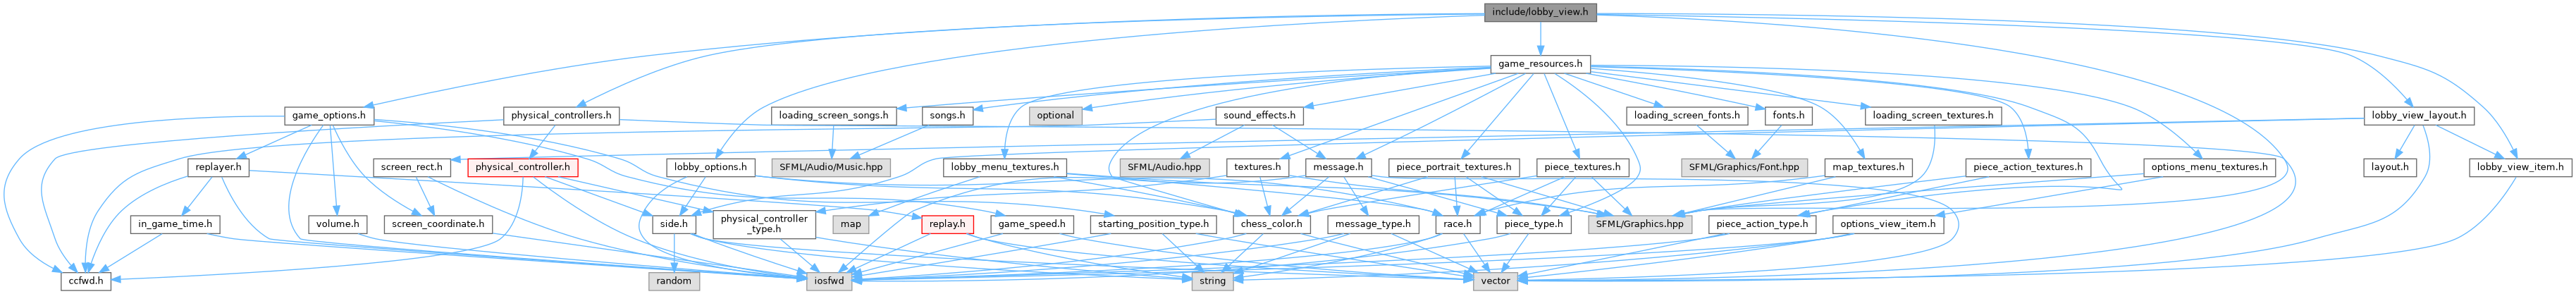 include/lobby_view.h
game_resources.h
game_options.h
physical_controllers.h
loading_screen_songs.h
songs.h
optional
sound_effects.h
loading_screen_fonts.h
fonts.h
loading_screen_textures.h
lobby_view_layout.h
replayer.h
screen_rect.h
physical_controller.h
lobby_options.h
SFML/Audio/Music.hpp
lobby_menu_textures.h
SFML/Audio.hpp
textures.h
message.h
piece_portrait_textures.h
piece_textures.h
SFML/Graphics/Font.hpp
map_textures.h
piece_action_textures.h
options_menu_textures.h
layout.h
lobby_view_item.h
in_game_time.h
volume.h
screen_coordinate.h
side.h
physical_controller
_type.h
map
replay.h
game_speed.h
starting_position_type.h
chess_color.h
message_type.h
race.h
piece_type.h
SFML/Graphics.hpp
piece_action_type.h
options_view_item.h
ccfwd.h
random
iosfwd
string
vector